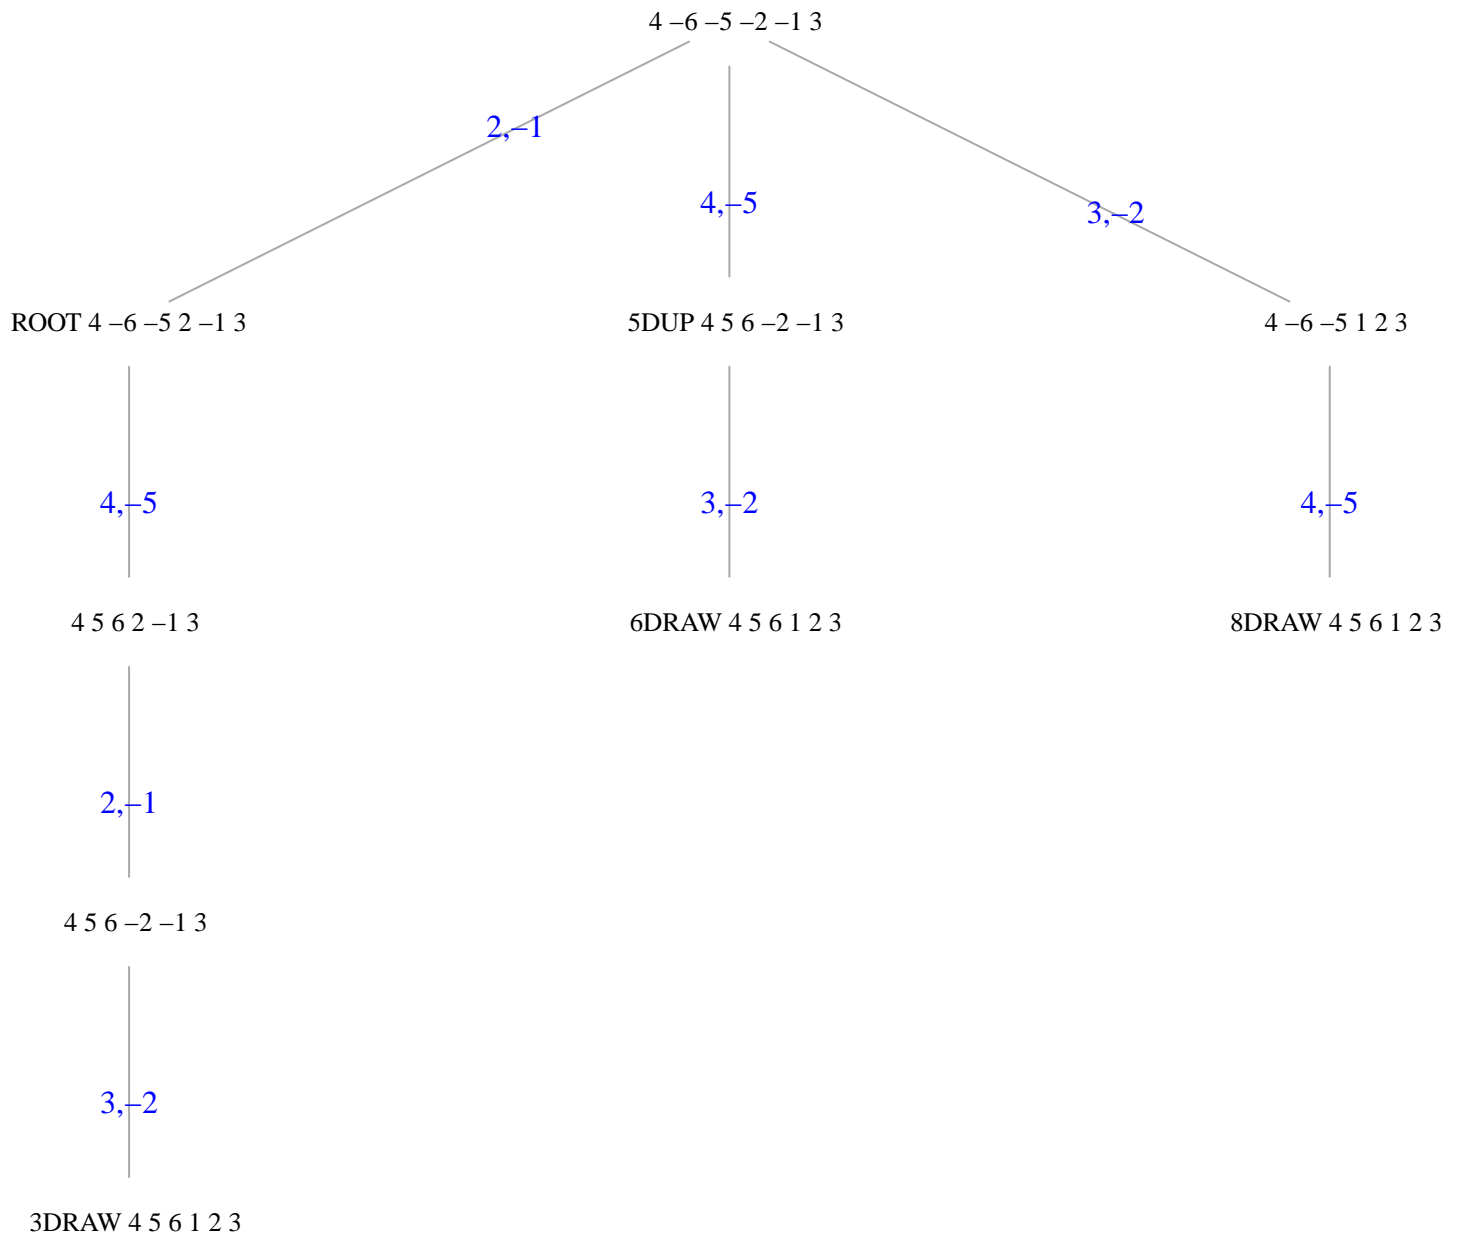 4 –6 –5 –2 –1 3
2,–1
4,–5
3,–2
ROOT 4 –6 –5 2 –1 3
5DUP 4 5 6 –2 –1 3
4 –6 –5 1 2 3
4,–5
3,–2
4,–5
4 5 6 2 –1 3
6DRAW 4 5 6 1 2 3
8DRAW 4 5 6 1 2 3
2,–1
4 5 6 –2 –1 3
3,–2
3DRAW 4 5 6 1 2 3